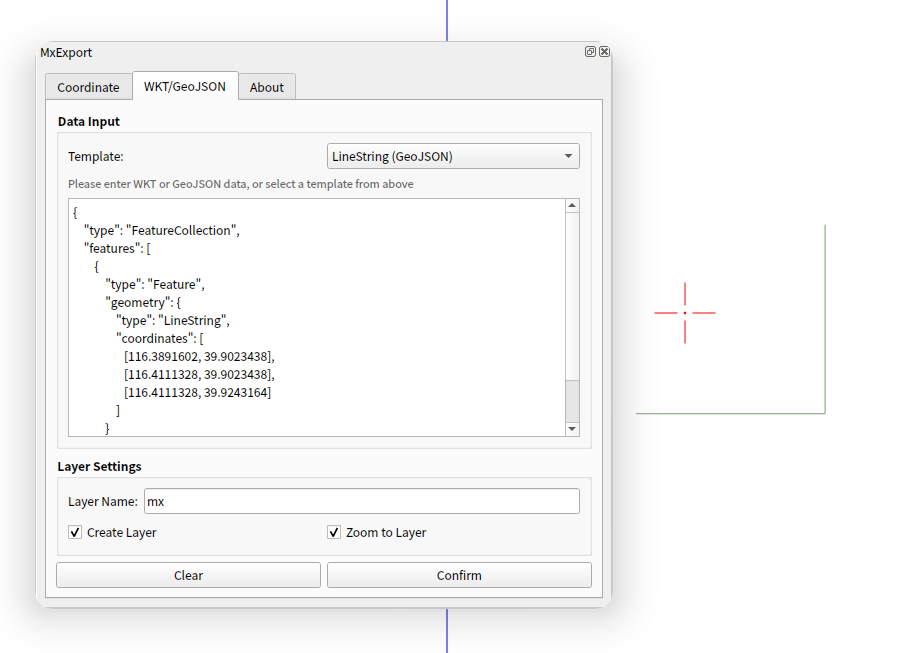 MxExport
Coordinate
WKT/GeoJSON
About
Data Input
Template:
LineString (GeoJSON)
Please enter WKT or GeoJSON data, or select a template from above
{
"type": "FeatureCollection",
"features": [
{
"type": "Feature",
"geometry": {
"type": "LineString",
"coordinates": [
[116.3891602, 39.9023438],
[116.4111328, 39.9023438],
[116.4111328, 39.9243164]
]
}
Layer Settings
Layer Name: mx
Create Layer
Zoom to Layer
Clear
Confirm